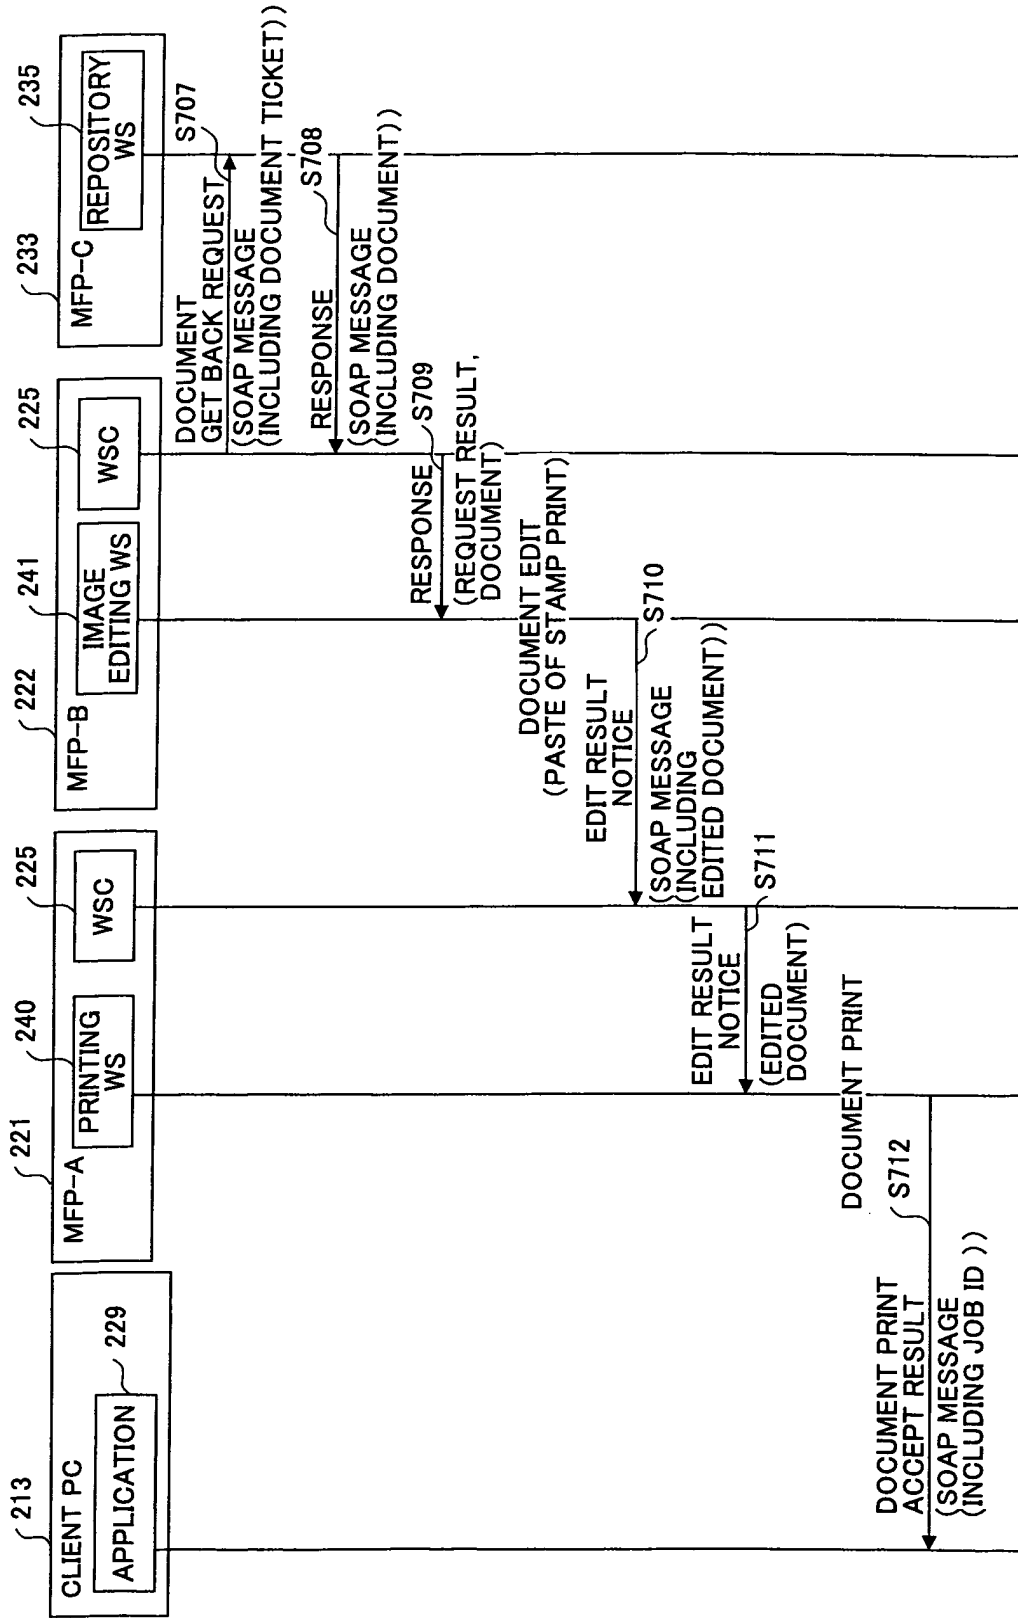 213
CLIENT PC
APPLICATION
229
221
MFP-A
240
PRINTING
WS
225
WSC
222
MFP-B
241
IMAGE
EDITING WS
225
WSC
233
MFP-C
235
REPOSITORY
WS
DOCUMENT
GET BACK REQUEST
S707
(SOAP MESSAGE
(INCLUDING DOCUMENT TICKET))
RESPONSE
S708
(SOAP MESSAGE
(INCLUDING DOCUMENT))
RESPONSE
S709
(REQUEST RESULT,
DOCUMENT)
DOCUMENT EDIT
(PASTE OF STAMP PRINT)
EDIT RESULT
NOTICE
S710
(SOAP MESSAGE
(INCLUDING
EDITED DOCUMENT))
EDIT RESULT
NOTICE
S711
(EDITED
DOCUMENT)
DOCUMENT PRINT
DOCUMENT PRINT
ACCEPT RESULT
S712
(SOAP MESSAGE
(INCLUDING JOB ID ))